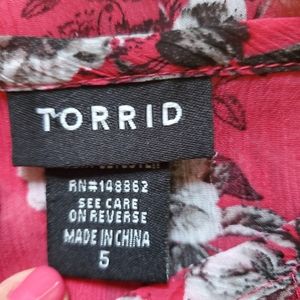 TORRID
RN#148862
SEE CARE
ON REVERSE
MADE IN CHINA
5